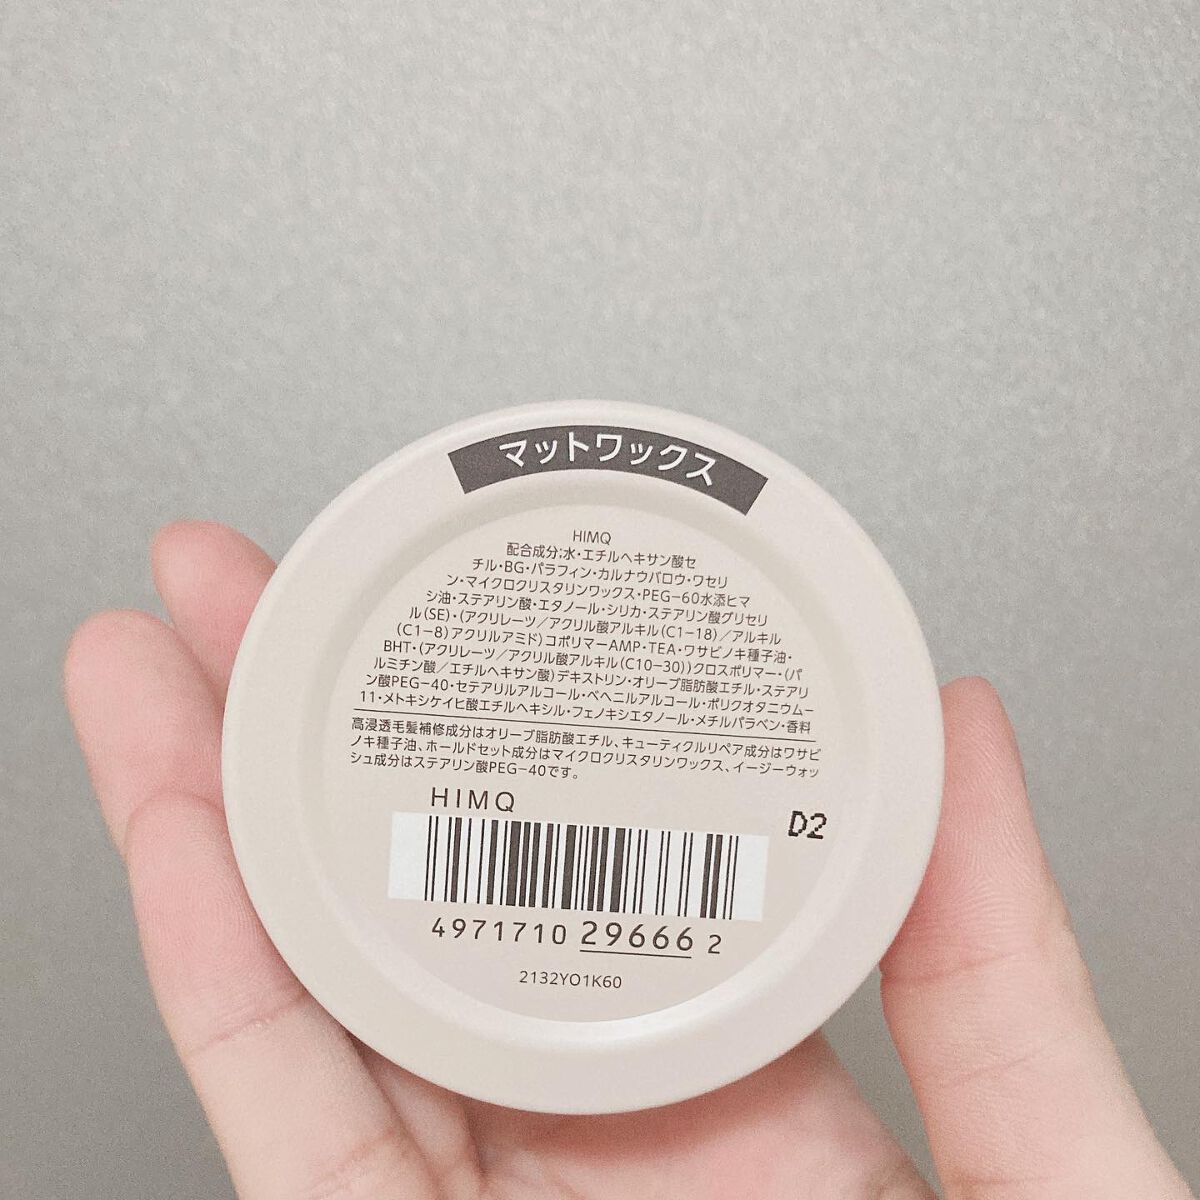 マットワックス
HIMQ
配合成分;水・エチルヘキサン酸セ
チル・BG・パラフィン・カルナウバロウ・ワセリ
ン・マイクロクリスタリンワックス・PEG-60水添ヒマ
シ油・ステアリン酸・エタノール・シリカ・ステアリン酸グリセリ
ル(SE)・(アクリレーツ/アクリル酸アルキル(C1-18)/アルキル
(C1-8)アクリルアミド)コポリマーAMP・TEA・ワサビノキ種子油・
BHT・(アクリレーツ/アクリル酸アルキル(C10-30))クロスポリマー・(パ
ルミチン酸/エチルヘキサン酸)デキストリン・オリーブ脂肪酸エチル・ステアリ
ン酸PEG-40・セテアリルアルコール・ベヘニルアルコール・ポリクオタニウム-
11・メトキシケイヒ酸エチルヘキシル・フェノキシエタノール・メチルパラベン・香料
高浸透毛髪補修成分はオリーブ脂肪酸エチル、キューティクルリペア成分はワサビ
ノキ種子油、ホールドセット成分はマイクロクリスタリンワックス、イージーウォッ
シュ成分はステアリン酸PEG-40です。
HIMQ
D2
4971710 29666 2
2132YO1K60